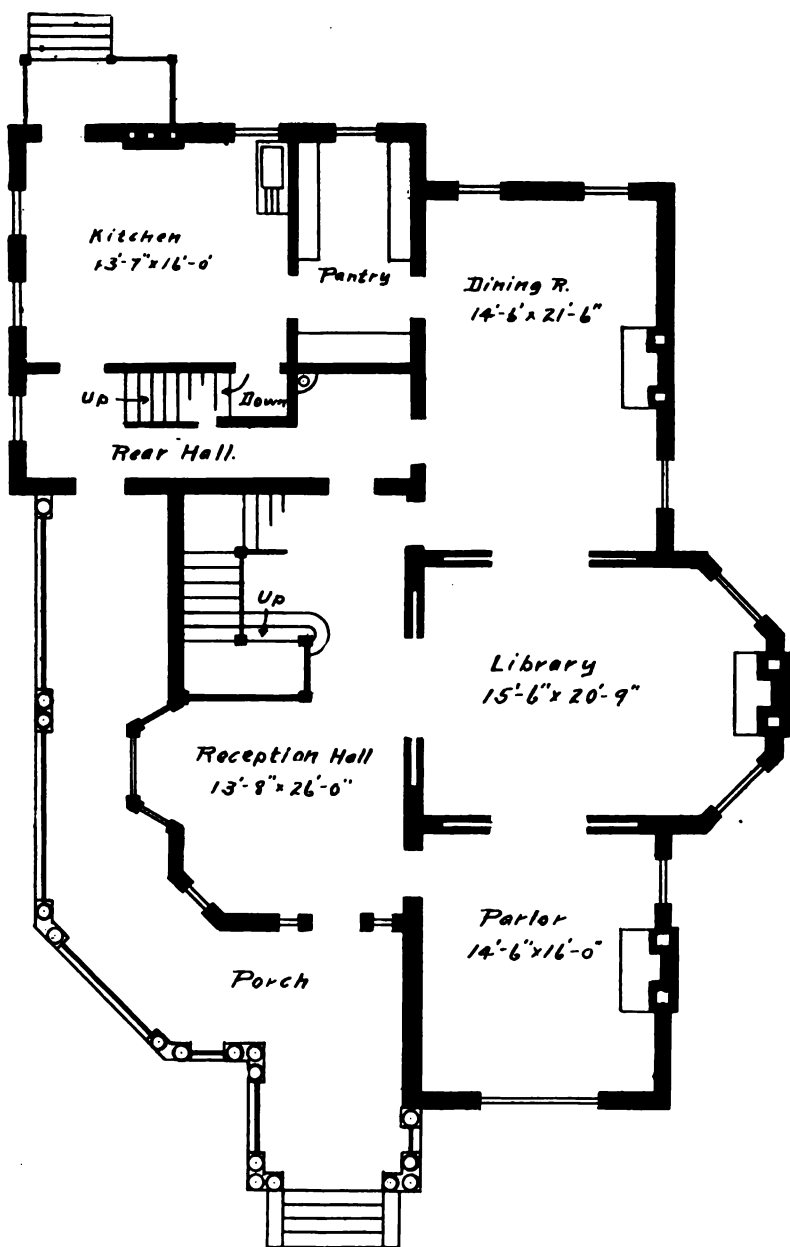 Kitchen
13'-7" x 16'-0'
Pantry
Dining R.
14'-6' x 21'-6"
Up
Down
Rear Hall.
Up
Library
15'-6" x 20'-9"
Reception Hall
13'-8" x 26'-0"
Parlor
14'-6" x 16'-0"
Porch